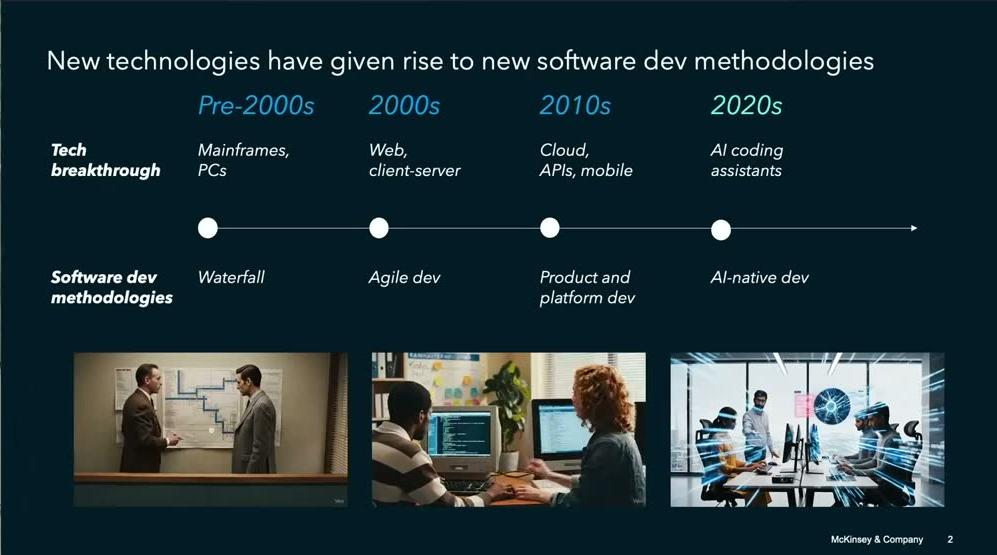 New technologies have given rise to new software dev methodologies
Pre-2000s
2000s
2010s
2020s
Tech
breakthrough
Mainframes,
PCs
Web,
client-server
Cloud,
APIs, mobile
AI coding
assistants
Software dev
methodologies
Waterfall
Agile dev
Product and
platform dev
AI-native dev
Veo
McKinsey & Company
2